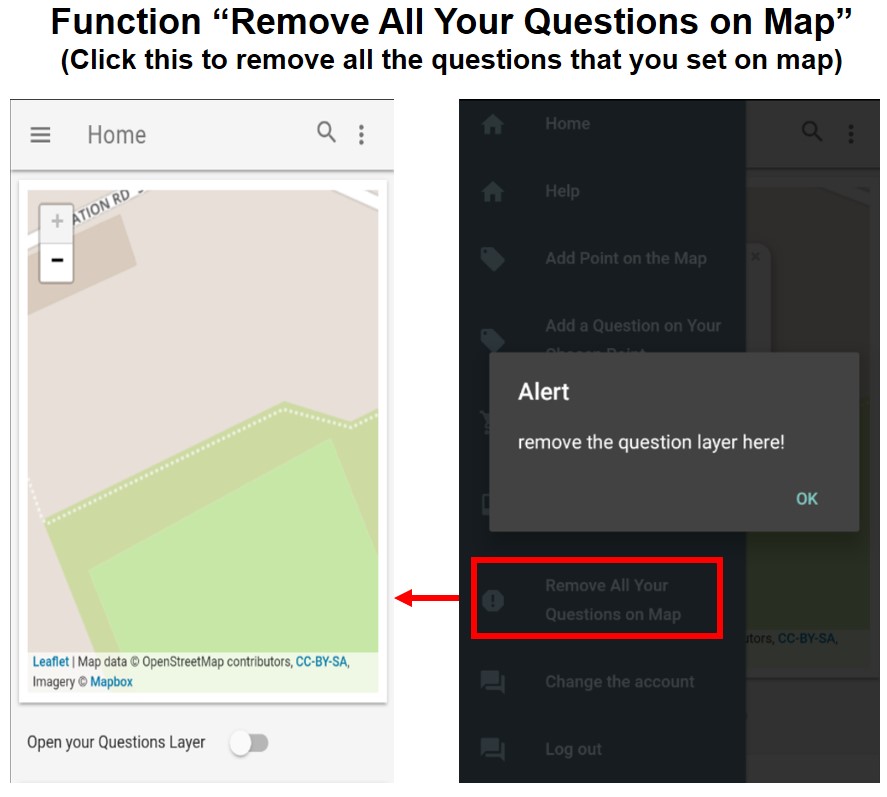 Function “Remove All Your Questions on Map”
(Click this to remove all the questions that you set on map)
Home
ATION RD
+
−
Leaflet | Map data © OpenStreetMap contributors, CC-BY-SA,
Imagery © Mapbox
Open your Questions Layer
Home
Help
Add Point on the Map
Add a Question on Your
Chosen Point
Alert
remove the question layer here!
OK
Remove All Your
Questions on Map
utors, CC-BY-SA,
Change the account
Log out